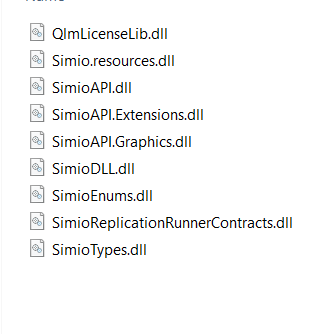 QlmLicenseLib.dll
Simio.resources.dll
SimioAPI.dll
SimioAPI.Extensions.dll
SimioAPI.Graphics.dll
SimioDLL.dll
SimioEnums.dll
SimioReplicationRunnerContracts.dll
SimioTypes.dll